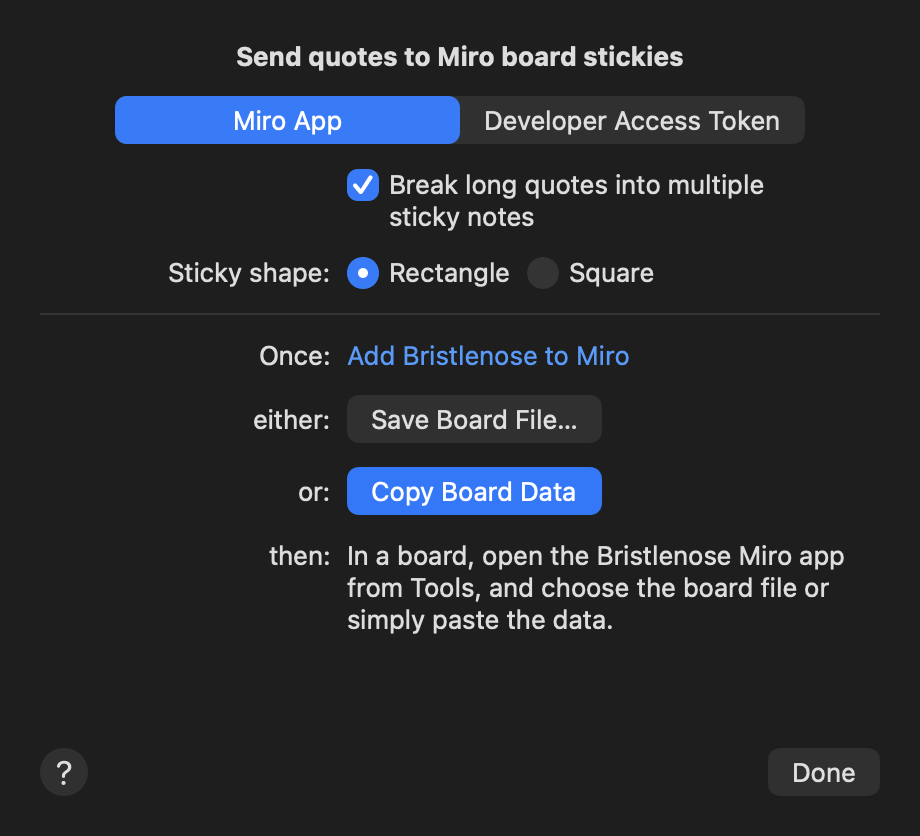 Send quotes to Miro board stickies
Miro App
Developer Access Token
Break long quotes into multiple
sticky notes
Sticky shape: Rectangle Square
Once: Add Bristlenose to Miro
either: Save Board File...
or: Copy Board Data
then: In a board, open the Bristlenose Miro app
from Tools, and choose the board file or
simply paste the data.
?
Done